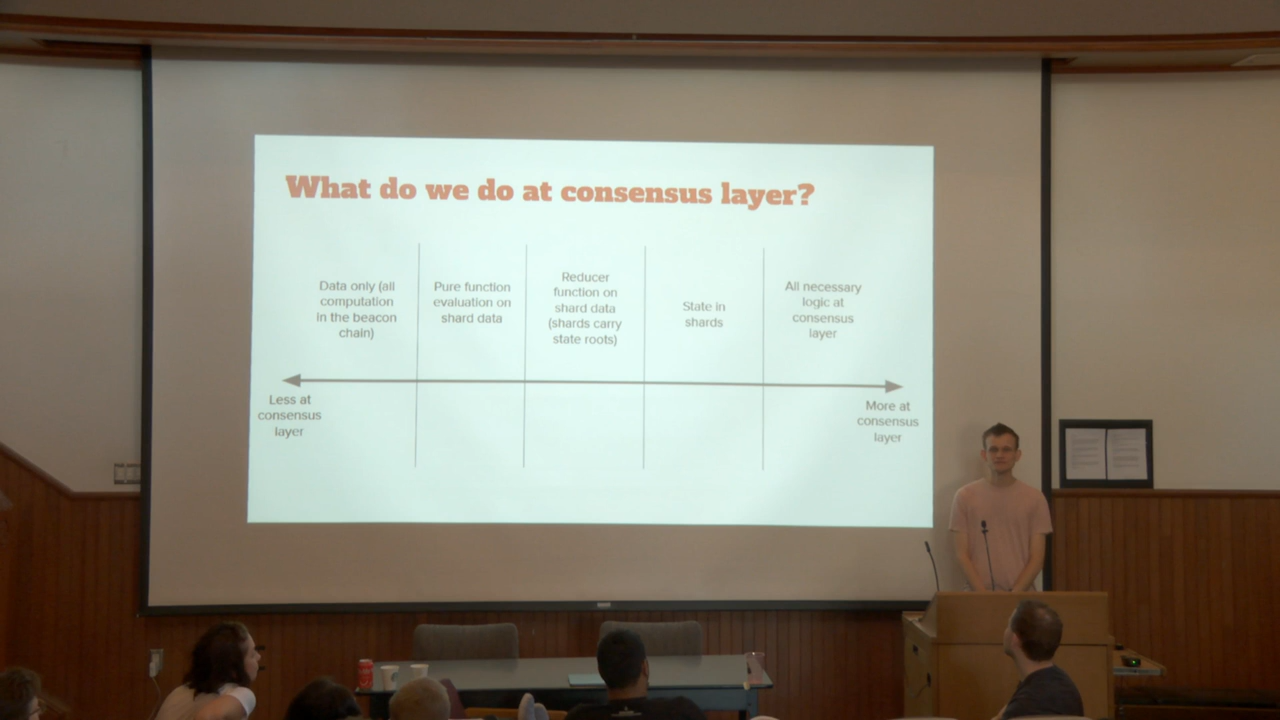 What do we do at consensus layer?
Data only (all
computation
in the beacon
chain)
Pure function
evaluation on
shard data
Reducer
function on
shard data
(shards carry
state roots)
State in
shards
All necessary
logic at
consensus
layer
Less at
consensus
layer
More at
consensus
layer